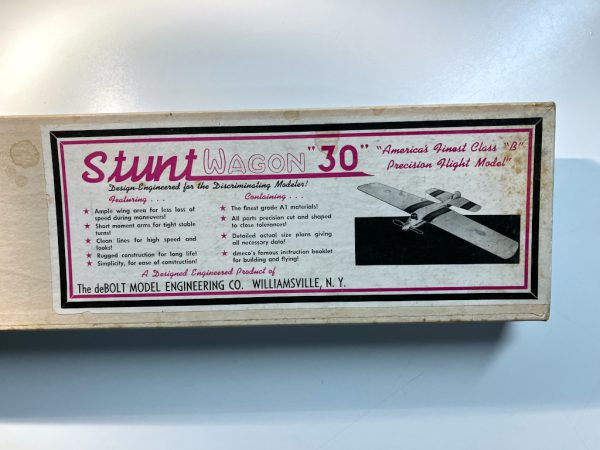 Stunt WAGON "30"
"America's Finest Class "B"
Precision Flight Model"
Design-Engineered for the Discriminating Modeler!
Featuring . . .
★ Ample wing area for less loss of
speed during maneuvers!
★ Short moment arms for tight stable
turns!
★ Clean lines for high speed and
looks!
★ Rugged construction for long life!
★ Simplicity, for ease of construction!
Containing . . .
★ The finest grade A1 materials!
★ All parts precision cut and shaped
to close tolerances!
★ Detailed actual size plans giving
all necessary data!
★ dmeco's famous instruction booklet
for building and flying!
A Designed Engineered Product of
The deBOLT MODEL ENGINEERING CO. WILLIAMSVILLE, N. Y.